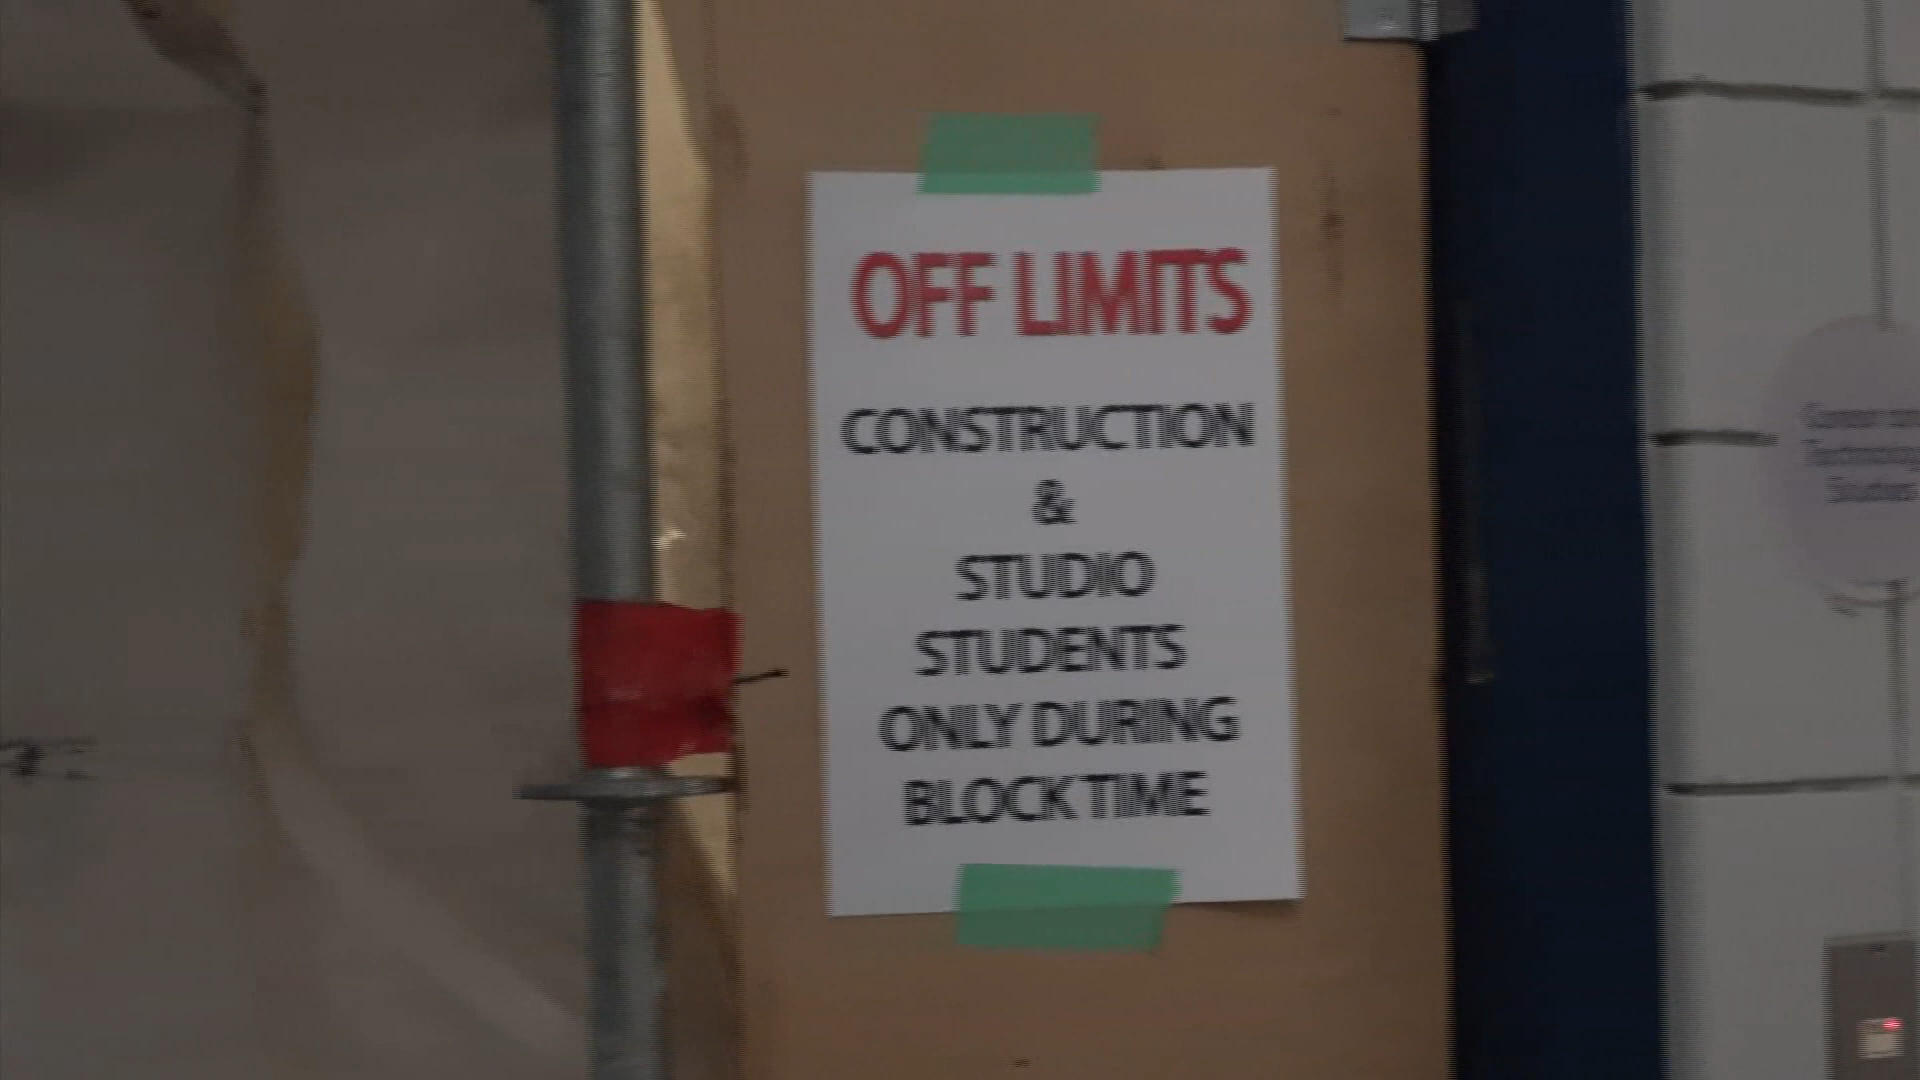 OFF LIMITS
CONSTRUCTION
&
STUDIO
STUDENTS
ONLY DURING
BLOCK TIME